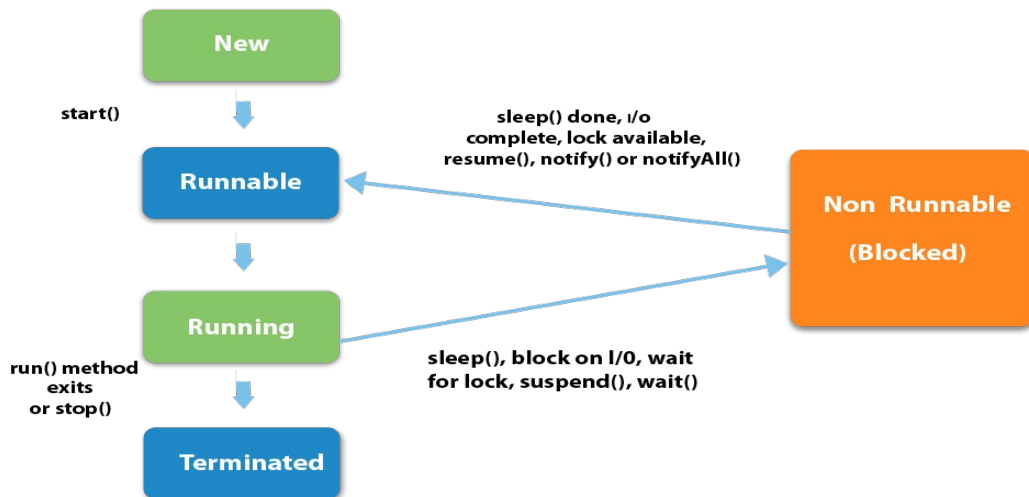 New
start()
sleep() done, I/o
complete, lock available,
resume(), notify() or notifyAll()
Runnable
Non Runnable
(Blocked)
Running
sleep(), block on l/0, wait
for lock, suspend(), wait()
run() method
exits
or stop()
Terminated